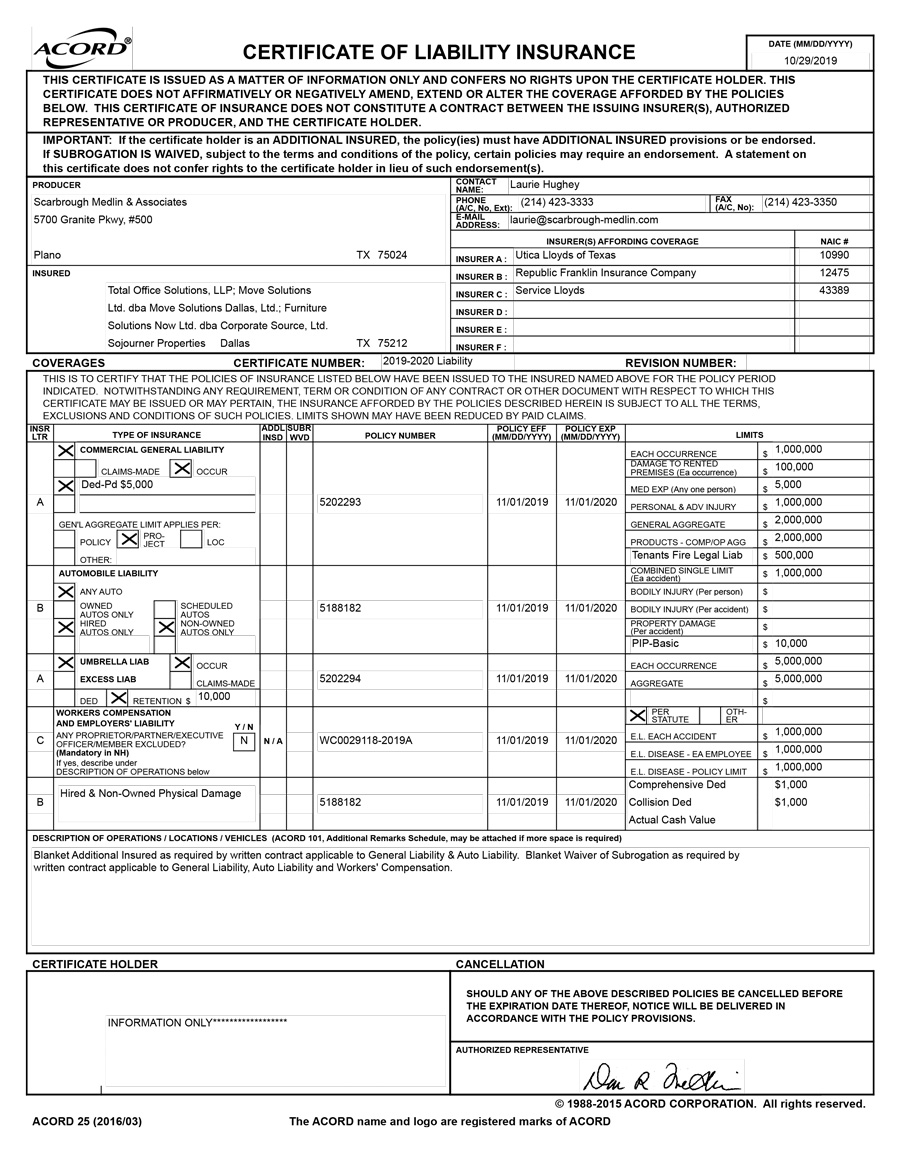 ACORD®
CERTIFICATE OF LIABILITY INSURANCE
DATE (MM/DD/YYYY)
10/29/2019
THIS CERTIFICATE IS ISSUED AS A MATTER OF INFORMATION ONLY AND CONFERS NO RIGHTS UPON THE CERTIFICATE HOLDER. THIS
CERTIFICATE DOES NOT AFFIRMATIVELY OR NEGATIVELY AMEND, EXTEND OR ALTER THE COVERAGE AFFORDED BY THE POLICIES
BELOW. THIS CERTIFICATE OF INSURANCE DOES NOT CONSTITUTE A CONTRACT BETWEEN THE ISSUING INSURER(S), AUTHORIZED
REPRESENTATIVE OR PRODUCER, AND THE CERTIFICATE HOLDER.
IMPORTANT: If the certificate holder is an ADDITIONAL INSURED, the policy(ies) must have ADDITIONAL INSURED provisions or be endorsed.
If SUBROGATION IS WAIVED, subject to the terms and conditions of the policy, certain policies may require an endorsement. A statement on
this certificate does not confer rights to the certificate holder in lieu of such endorsement(s).
PRODUCER
Scarbrough Medlin & Associates
5700 Granite Pkwy, #500
Plano TX 75024
CONTACT NAME: Laurie Hughey
PHONE (A/C, No, Ext): (214) 423-3333 FAX (A/C, No): (214) 423-3350
E-MAIL ADDRESS: laurie@scarbrough-medlin.com
INSURER(S) AFFORDING COVERAGE NAIC #
INSURER A : Utica Lloyds of Texas 10990
INSURED
Total Office Solutions, LLP; Move Solutions
Ltd. dba Move Solutions Dallas, Ltd.; Furniture
Solutions Now Ltd. dba Corporate Source, Ltd.
Sojourner Properties Dallas TX 75212
INSURER B : Republic Franklin Insurance Company 12475
INSURER C : Service Lloyds 43389
INSURER D :
INSURER E :
INSURER F :
COVERAGES CERTIFICATE NUMBER: 2019-2020 Liability REVISION NUMBER:
THIS IS TO CERTIFY THAT THE POLICIES OF INSURANCE LISTED BELOW HAVE BEEN ISSUED TO THE INSURED NAMED ABOVE FOR THE POLICY PERIOD
INDICATED. NOTWITHSTANDING ANY REQUIREMENT, TERM OR CONDITION OF ANY CONTRACT OR OTHER DOCUMENT WITH RESPECT TO WHICH THIS
CERTIFICATE MAY BE ISSUED OR MAY PERTAIN, THE INSURANCE AFFORDED BY THE POLICIES DESCRIBED HEREIN IS SUBJECT TO ALL THE TERMS,
EXCLUSIONS AND CONDITIONS OF SUCH POLICIES. LIMITS SHOWN MAY HAVE BEEN REDUCED BY PAID CLAIMS.
INSR LTR TYPE OF INSURANCE ADDL INSD SUBR WVD POLICY NUMBER POLICY EFF (MM/DD/YYYY) POLICY EXP (MM/DD/YYYY) LIMITS
X COMMERCIAL GENERAL LIABILITY
CLAIMS-MADE X OCCUR
X Ded-Pd $5,000
A 5202293 11/01/2019 11/01/2020
GEN'L AGGREGATE LIMIT APPLIES PER:
POLICY X PRO-JECT LOC
OTHER:
EACH OCCURRENCE $ 1,000,000
DAMAGE TO RENTED PREMISES (Ea occurrence) $ 100,000
MED EXP (Any one person) $ 5,000
PERSONAL & ADV INJURY $ 1,000,000
GENERAL AGGREGATE $ 2,000,000
PRODUCTS - COMP/OP AGG $ 2,000,000
Tenants Fire Legal Liab $ 500,000
AUTOMOBILE LIABILITY
X ANY AUTO
OWNED AUTOS ONLY SCHEDULED AUTOS
X HIRED AUTOS ONLY X NON-OWNED AUTOS ONLY
B 5188182 11/01/2019 11/01/2020
COMBINED SINGLE LIMIT (Ea accident) $ 1,000,000
BODILY INJURY (Per person) $
BODILY INJURY (Per accident) $
PROPERTY DAMAGE (Per accident) $
PIP-Basic $ 10,000
X UMBRELLA LIAB X OCCUR
EXCESS LIAB CLAIMS-MADE
DED X RETENTION $ 10,000
A 5202294 11/01/2019 11/01/2020
EACH OCCURRENCE $ 5,000,000
AGGREGATE $ 5,000,000
$
WORKERS COMPENSATION
AND EMPLOYERS' LIABILITY
Y / N
ANY PROPRIETOR/PARTNER/EXECUTIVE
OFFICER/MEMBER EXCLUDED?
(Mandatory in NH)
If yes, describe under
DESCRIPTION OF OPERATIONS below
C N N / A WC0029118-2019A 11/01/2019 11/01/2020
X PER STATUTE OTH-ER
E.L. EACH ACCIDENT $ 1,000,000
E.L. DISEASE - EA EMPLOYEE $ 1,000,000
E.L. DISEASE - POLICY LIMIT $ 1,000,000
Hired & Non-Owned Physical Damage
B 5188182 11/01/2019 11/01/2020
Comprehensive Ded $1,000
Collision Ded $1,000
Actual Cash Value
DESCRIPTION OF OPERATIONS / LOCATIONS / VEHICLES (ACORD 101, Additional Remarks Schedule, may be attached if more space is required)
Blanket Additional Insured as required by written contract applicable to General Liability & Auto Liability. Blanket Waiver of Subrogation as required by
written contract applicable to General Liability, Auto Liability and Workers' Compensation.
CERTIFICATE HOLDER
INFORMATION ONLY******************
CANCELLATION
SHOULD ANY OF THE ABOVE DESCRIBED POLICIES BE CANCELLED BEFORE
THE EXPIRATION DATE THEREOF, NOTICE WILL BE DELIVERED IN
ACCORDANCE WITH THE POLICY PROVISIONS.
AUTHORIZED REPRESENTATIVE
© 1988-2015 ACORD CORPORATION. All rights reserved.
ACORD 25 (2016/03) The ACORD name and logo are registered marks of ACORD